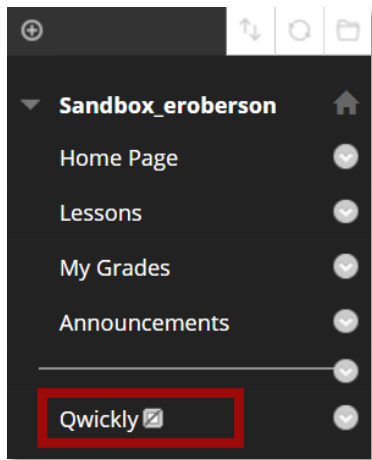 Sandbox_eroberson
Home Page
Lessons
My Grades
Announcements
Qwickly